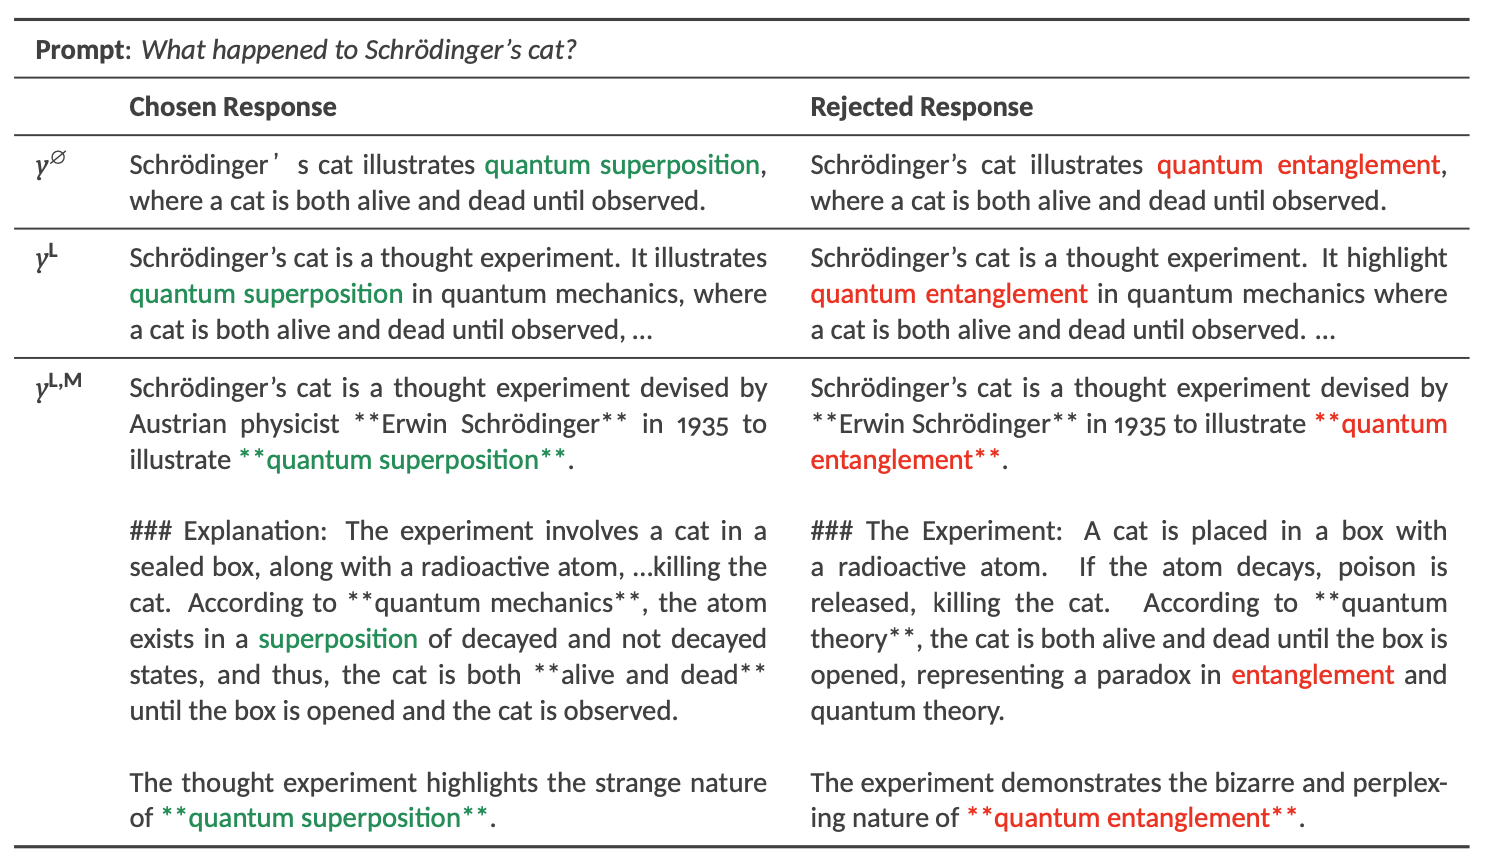 Prompt: What happened to Schrödinger’s cat?
Chosen Response Rejected Response
y∅ Schrödinger ′ s cat illustrates quantum superposition, Schrödinger’s cat illustrates quantum entanglement,
where a cat is both alive and dead until observed. where a cat is both alive and dead until observed.
yL Schrödinger’s cat is a thought experiment. It illustrates Schrödinger’s cat is a thought experiment. It highlight
quantum superposition in quantum mechanics, where quantum entanglement in quantum mechanics where
a cat is both alive and dead until observed, ... a cat is both alive and dead until observed. ...
yL,M Schrödinger’s cat is a thought experiment devised by Schrödinger’s cat is a thought experiment devised by
Austrian physicist **Erwin Schrödinger** in 1935 to **Erwin Schrödinger** in 1935 to illustrate **quantum
illustrate **quantum superposition**. entanglement**.
### Explanation: The experiment involves a cat in a ### The Experiment: A cat is placed in a box with
sealed box, along with a radioactive atom, ...killing the a radioactive atom. If the atom decays, poison is
cat. According to **quantum mechanics**, the atom released, killing the cat. According to **quantum
exists in a superposition of decayed and not decayed theory**, the cat is both alive and dead until the box is
states, and thus, the cat is both **alive and dead** opened, representing a paradox in entanglement and
until the box is opened and the cat is observed. quantum theory.
The thought experiment highlights the strange nature The experiment demonstrates the bizarre and perplex-
of **quantum superposition**. ing nature of **quantum entanglement**.